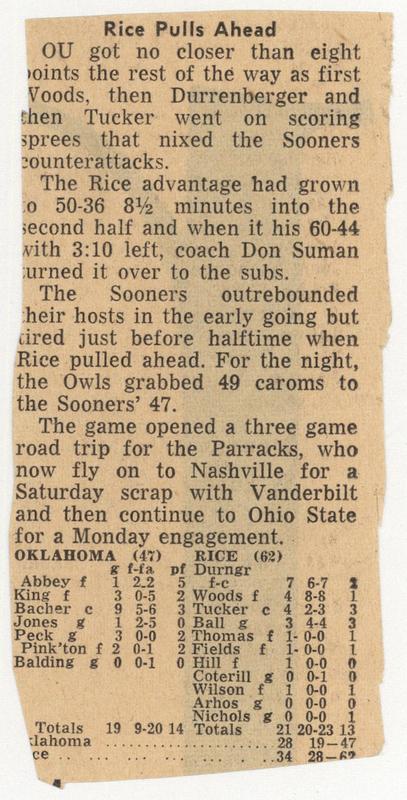 Rice Pulls Ahead
OU got no closer than eight
points the rest of the way as first
Woods, then Durrenberger and
then Tucker went on scoring
sprees that nixed the Sooners
counterattacks.
The Rice advantage had grown
to 50-36 8½ minutes into the
second half and when it his 60-44
with 3:10 left, coach Don Suman
turned it over to the subs.
The Sooners outrebounded
their hosts in the early going but
tired just before halftime when
Rice pulled ahead. For the night,
the Owls grabbed 49 caroms to
the Sooners' 47.
The game opened a three game
road trip for the Parracks, who
now fly on to Nashville for a
Saturday scrap with Vanderbilt
and then continue to Ohio State
for a Monday engagement.
OKLAHOMA (47)
g f-fa pf
Abbey f 1 2-2 5
King f 3 0-5 2
Bacher c 9 5-6 3
Jones g 1 2-5 0
Peck g 3 0-0 2
Pink'ton f 2 0-1 2
Balding g 0 0-1 0
Totals 19 9-20 14
RICE (62)
Durngr
f-c 7 6-7 2
Woods f 4 8-8 1
Tucker c 4 2-3 3
Ball g 3 4-4 3
Thomas f 1- 0-0 1
Fields f 1- 0-0 1
Hill f 1 0-0 0
Coterill g 0 0-1 0
Wilson f 1 0-0 1
Arhos g 0 0-0 0
Nichols g 0 0-0 1
Totals 21 20-23 13
klahoma ........................ 28 19—47
ce .. .. .. .. .. .. .. .. .. 34 28—62